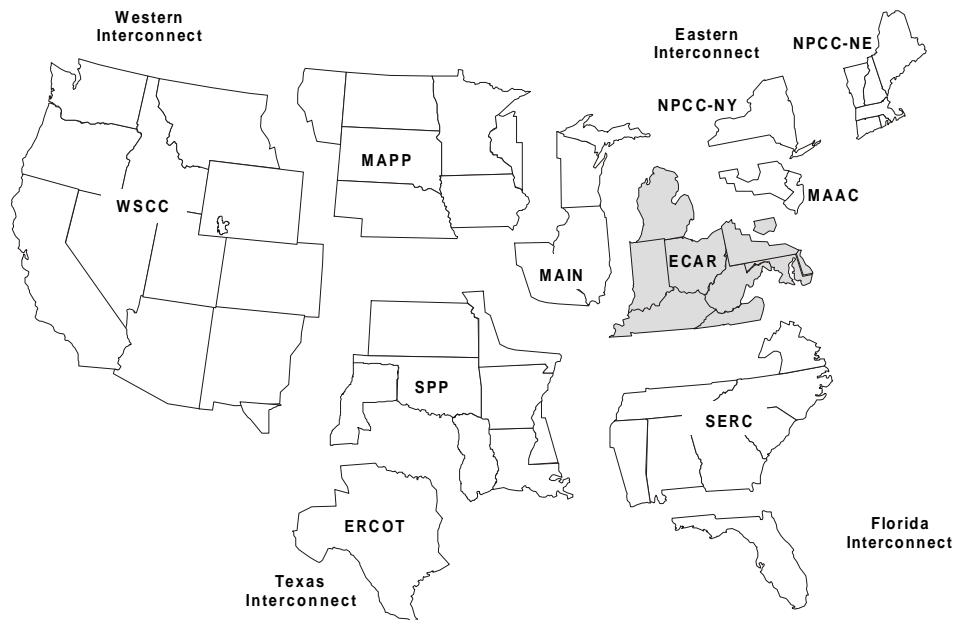 Western
Interconnect
Eastern
Interconnect
NPCC-NE
NPCC-NY
MAPP
WSCC
MAAC
ECAR
MAIN
SPP
SERC
ERCOT
Florida
Interconnect
Texas
Interconnect